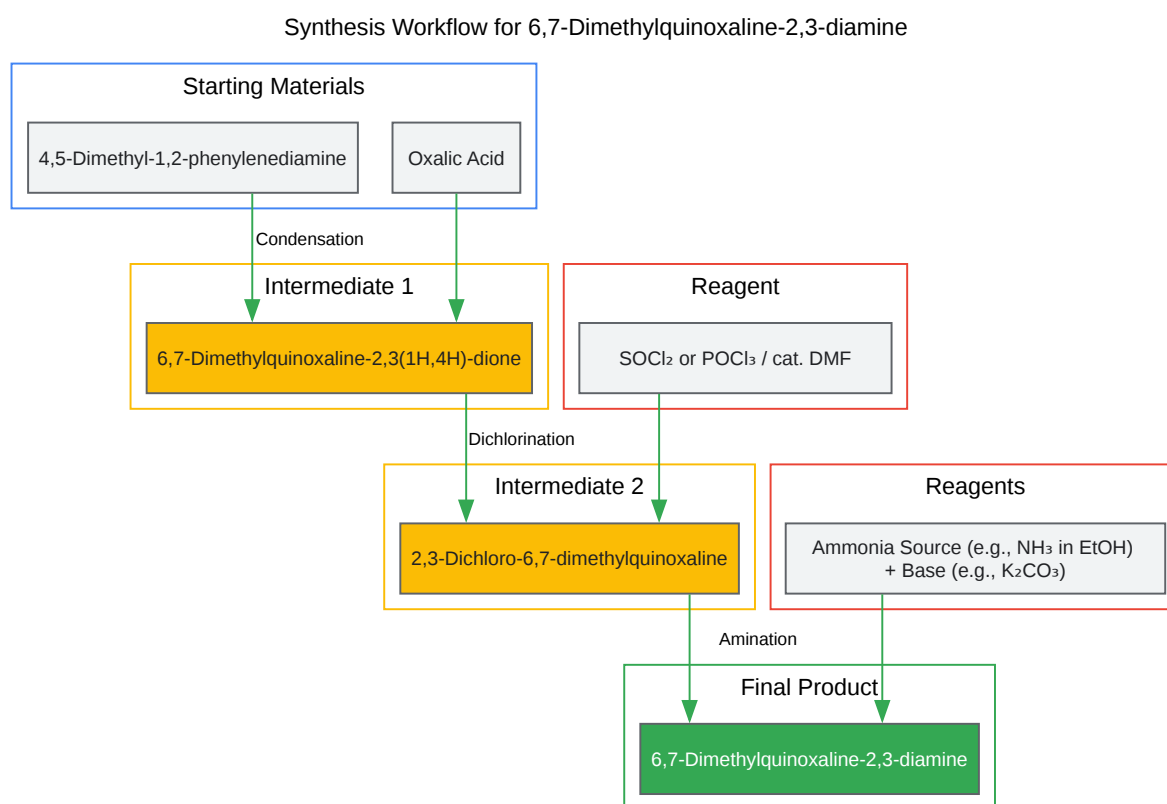 Synthesis Workflow for 6,7-Dimethylquinoxaline-2,3-diamine
Starting Materials
4,5-Dimethyl-1,2-phenylenediamine
Oxalic Acid
Condensation
Intermediate 1
Reagent
6,7-Dimethylquinoxaline-2,3(1H,4H)-dione
SOCl₂ or POCl₃ / cat. DMF
Dichlorination
Intermediate 2
Reagents
2,3-Dichloro-6,7-dimethylquinoxaline
Ammonia Source (e.g., NH₃ in EtOH)
+ Base (e.g., K₂CO₃)
Amination
Final Product
6,7-Dimethylquinoxaline-2,3-diamine